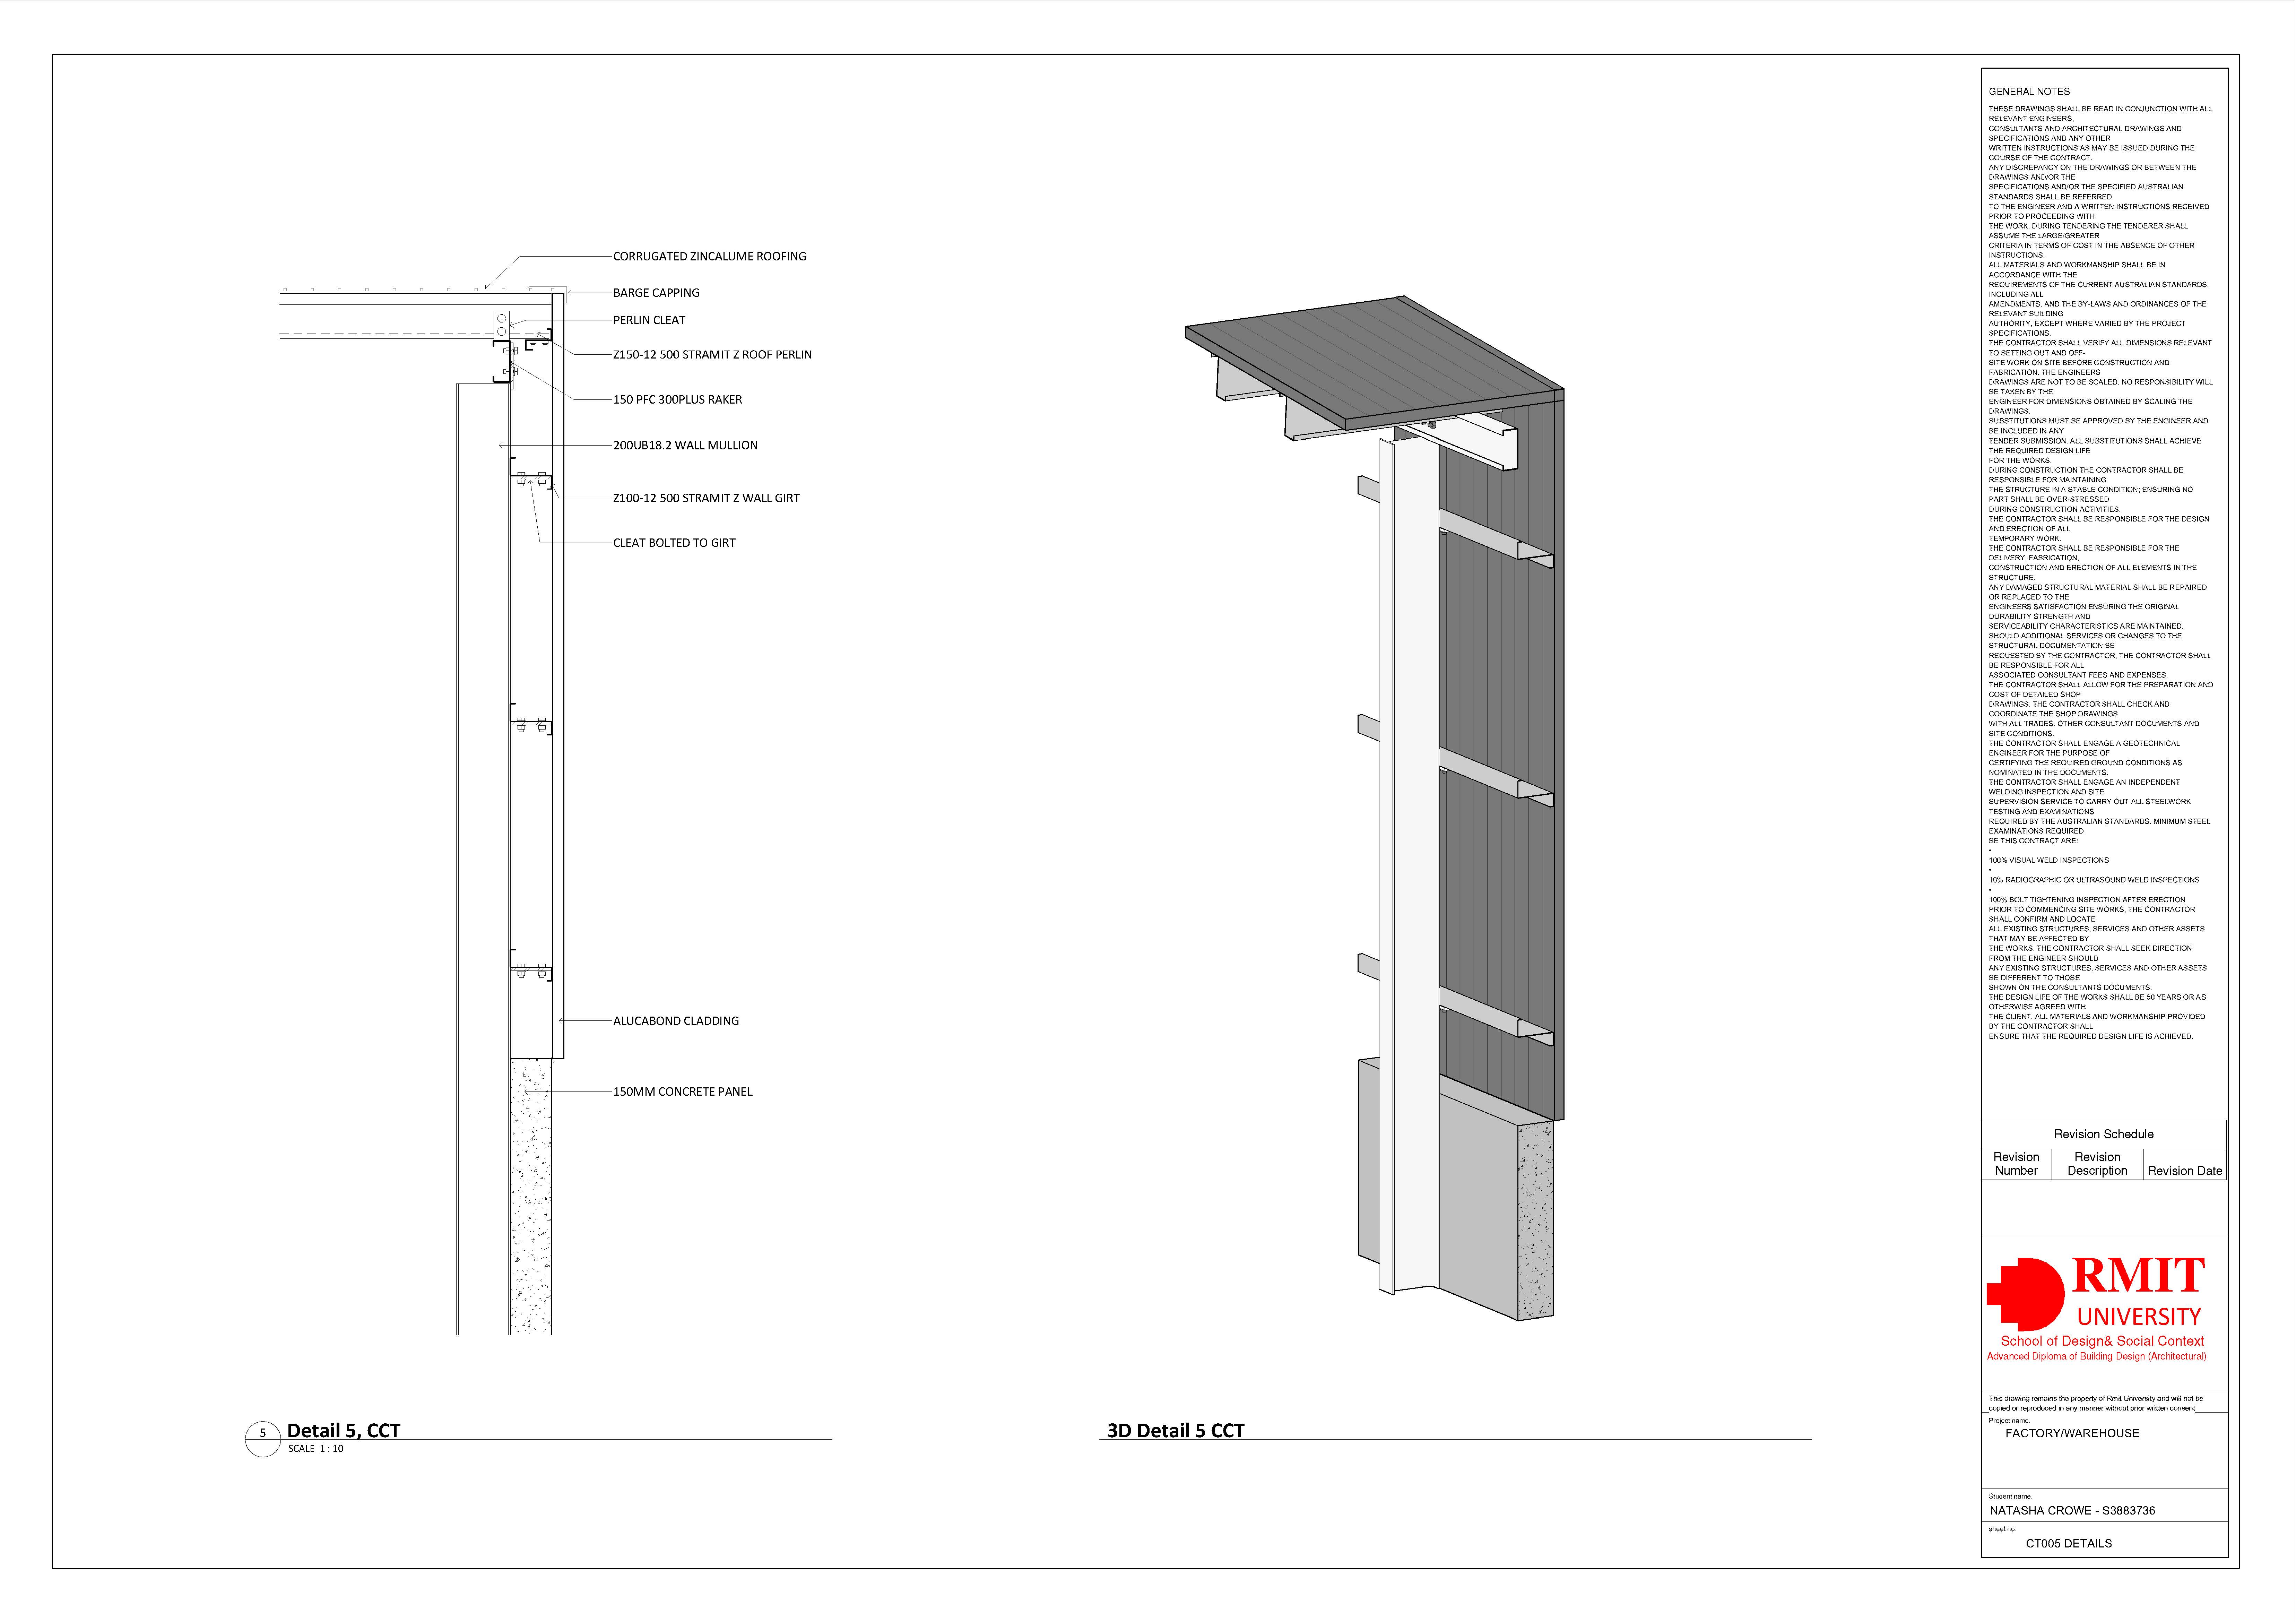 CORRUGATED ZINCALUME ROOFING
BARGE CAPPING
PERLIN CLEAT
Z150-12 500 STRAMIT Z ROOF PERLIN
150 PFC 300PLUS RAKER
200UB18.2 WALL MULLION
Z100-12 500 STRAMIT Z WALL GIRT
CLEAT BOLTED TO GIRT
ALUCABOND CLADDING
150MM CONCRETE PANEL
5
Detail 5, CCT
SCALE 1 : 10
3D Detail 5 CCT
GENERAL NOTES
THESE DRAWINGS SHALL BE READ IN CONJUNCTION WITH ALL
RELEVANT ENGINEERS,
CONSULTANTS AND ARCHITECTURAL DRAWINGS AND
SPECIFICATIONS AND ANY OTHER
WRITTEN INSTRUCTIONS AS MAY BE ISSUED DURING THE
COURSE OF THE CONTRACT.
ANY DISCREPANCY ON THE DRAWINGS OR BETWEEN THE
DRAWINGS AND/OR THE
SPECIFICATIONS AND/OR THE SPECIFIED AUSTRALIAN
STANDARDS SHALL BE REFERRED
TO THE ENGINEER AND A WRITTEN INSTRUCTIONS RECEIVED
PRIOR TO PROCEEDING WITH
THE WORK. DURING TENDERING THE TENDERER SHALL
ASSUME THE LARGE/GREATER
CRITERIA IN TERMS OF COST IN THE ABSENCE OF OTHER
INSTRUCTIONS.
ALL MATERIALS AND WORKMANSHIP SHALL BE IN
ACCORDANCE WITH THE
REQUIREMENTS OF THE CURRENT AUSTRALIAN STANDARDS,
INCLUDING ALL
AMENDMENTS, AND THE BY-LAWS AND ORDINANCES OF THE
RELEVANT BUILDING
AUTHORITY, EXCEPT WHERE VARIED BY THE PROJECT
SPECIFICATIONS.
THE CONTRACTOR SHALL VERIFY ALL DIMENSIONS RELEVANT
TO SETTING OUT AND OFF-
SITE WORK ON SITE BEFORE CONSTRUCTION AND
FABRICATION. THE ENGINEERS
DRAWINGS ARE NOT TO BE SCALED. NO RESPONSIBILITY WILL
BE TAKEN BY THE
ENGINEER FOR DIMENSIONS OBTAINED BY SCALING THE
DRAWINGS.
SUBSTITUTIONS MUST BE APPROVED BY THE ENGINEER AND
BE INCLUDED IN ANY
TENDER SUBMISSION. ALL SUBSTITUTIONS SHALL ACHIEVE
THE REQUIRED DESIGN LIFE
FOR THE WORKS.
DURING CONSTRUCTION THE CONTRACTOR SHALL BE
RESPONSIBLE FOR MAINTAINING
THE STRUCTURE IN A STABLE CONDITION; ENSURING NO
PART SHALL BE OVER-STRESSED
DURING CONSTRUCTION ACTIVITIES.
THE CONTRACTOR SHALL BE RESPONSIBLE FOR THE DESIGN
AND ERECTION OF ALL
TEMPORARY WORK.
THE CONTRACTOR SHALL BE RESPONSIBLE FOR THE
DELIVERY, FABRICATION,
CONSTRUCTION AND ERECTION OF ALL ELEMENTS IN THE
STRUCTURE.
ANY DAMAGED STRUCTURAL MATERIAL SHALL BE REPAIRED
OR REPLACED TO THE
ENGINEERS SATISFACTION ENSURING THE ORIGINAL
DURABILITY STRENGTH AND
SERVICEABILITY CHARACTERISTICS ARE MAINTAINED.
SHOULD ADDITIONAL SERVICES OR CHANGES TO THE
STRUCTURAL DOCUMENTATION BE
REQUESTED BY THE CONTRACTOR, THE CONTRACTOR SHALL
BE RESPONSIBLE FOR ALL
ASSOCIATED CONSULTANT FEES AND EXPENSES.
THE CONTRACTOR SHALL ALLOW FOR THE PREPARATION AND
COST OF DETAILED SHOP
DRAWINGS. THE CONTRACTOR SHALL CHECK AND
COORDINATE THE SHOP DRAWINGS
WITH ALL TRADES, OTHER CONSULTANT DOCUMENTS AND
SITE CONDITIONS.
THE CONTRACTOR SHALL ENGAGE A GEOTECHNICAL
ENGINEER FOR THE PURPOSE OF
CERTIFYING THE REQUIRED GROUND CONDITIONS AS
NOMINATED IN THE DOCUMENTS.
THE CONTRACTOR SHALL ENGAGE AN INDEPENDENT
WELDING INSPECTION AND SITE
SUPERVISION SERVICE TO CARRY OUT ALL STEELWORK
TESTING AND EXAMINATIONS
REQUIRED BY THE AUSTRALIAN STANDARDS. MINIMUM STEEL
EXAMINATIONS REQUIRED
BE THIS CONTRACT ARE:
•
100% VISUAL WELD INSPECTIONS
•
10% RADIOGRAPHIC OR ULTRASOUND WELD INSPECTIONS
•
100% BOLT TIGHTENING INSPECTION AFTER ERECTION
PRIOR TO COMMENCING SITE WORKS, THE CONTRACTOR
SHALL CONFIRM AND LOCATE
ALL EXISTING STRUCTURES, SERVICES AND OTHER ASSETS
THAT MAY BE AFFECTED BY
THE WORKS. THE CONTRACTOR SHALL SEEK DIRECTION
FROM THE ENGINEER SHOULD
ANY EXISTING STRUCTURES, SERVICES AND OTHER ASSETS
BE DIFFERENT TO THOSE
SHOWN ON THE CONSULTANTS DOCUMENTS.
THE DESIGN LIFE OF THE WORKS SHALL BE 50 YEARS OR AS
OTHERWISE AGREED WITH
THE CLIENT. ALL MATERIALS AND WORKMANSHIP PROVIDED
BY THE CONTRACTOR SHALL
ENSURE THAT THE REQUIRED DESIGN LIFE IS ACHIEVED.
Revision Schedule
Revision Number
Revision Description
Revision Date
RMIT
UNIVERSITY
School of Design& Social Context
Advanced Diploma of Building Design (Architectural)
This drawing remains the property of Rmit University and will not be
copied or reproduced in any manner without prior written consent
Project name.
FACTORY/WAREHOUSE
Student name.
NATASHA CROWE - S3883736
sheet no.
CT005 DETAILS